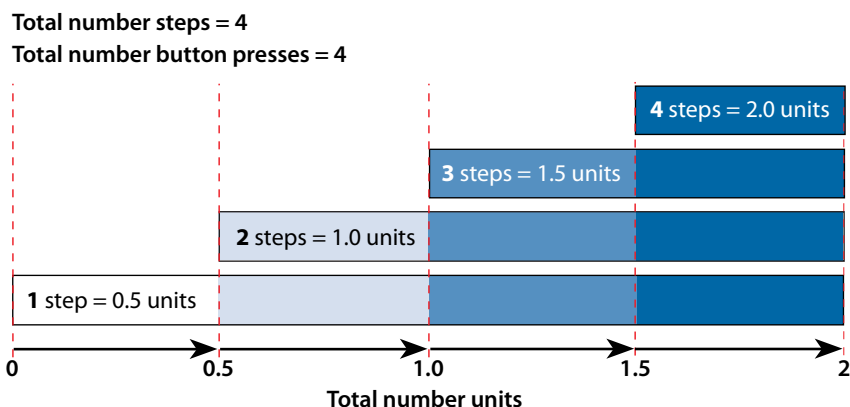 Total number steps = 4
Total number button presses = 4
4 steps = 2.0 units
3 steps = 1.5 units
2 steps = 1.0 units
1 step = 0.5 units
0 0.5 1.0 1.5 2
Total number units